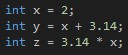 int x = 2;
int y = x + 3.14;
int z = 3.14 * x;